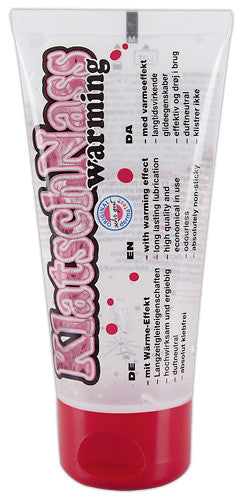 KlatschNass
warming
DE
– mit Wärme-Effekt
– Langzeitgleiteigenschaften
– hochwirksam und ergiebig
– duftneutral
– absolut klebfrei
EN
– with warming effect
– long lasting lubrication
– high quality and
economical in use
– odourless
– absolutely non-sticky
DA
– med varmeeffekt
– langtidsvirkende
glideegenskaber
– effektiv og drøj i brug
– duftneutral
– klistrer ikke